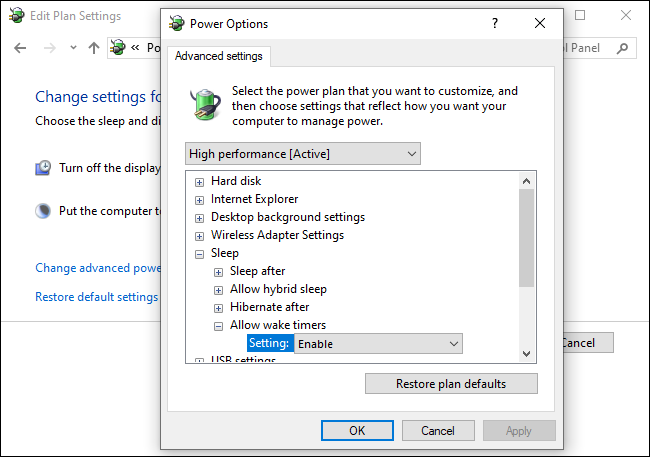 Edit Plan Settings
Power Options
Advanced settings
Select the power plan that you want to customize, and
then choose settings that reflect how you want your
computer to manage power.
High performance [Active]
Hard disk
Internet Explorer
Desktop background settings
Wireless Adapter Settings
Sleep
Sleep after
Allow hybrid sleep
Hibernate after
Allow wake timers
Setting: Enable
USB settings
Restore plan defaults
OK Cancel Apply
« Po
Panel
Change settings fo
Choose the sleep and di
Turn off the display
Put the computer to
Change advanced powe
Restore default settings
Cancel